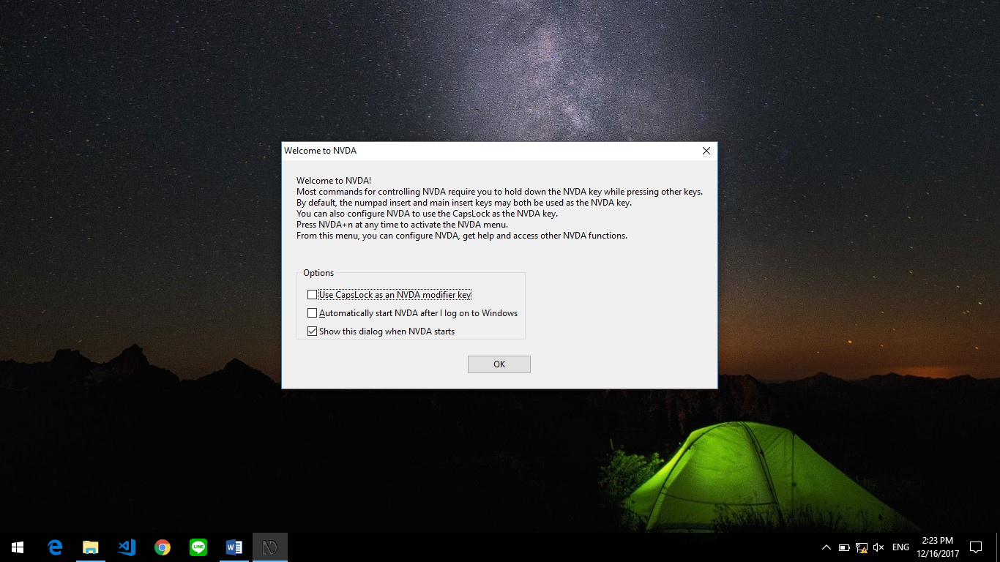 Welcome to NVDA
Welcome to NVDA!
Most commands for controlling NVDA require you to hold down the NVDA key while pressing other keys.
By default, the numpad insert and main insert keys may both be used as the NVDA key.
You can also configure NVDA to use the CapsLock as the NVDA key.
Press NVDA+n at any time to activate the NVDA menu.
From this menu, you can configure NVDA, get help and access other NVDA functions.
Options
Use CapsLock as an NVDA modifier key
Automatically start NVDA after I log on to Windows
Show this dialog when NVDA starts
OK
LINE
W
ENG
2:23 PM
12/16/2017